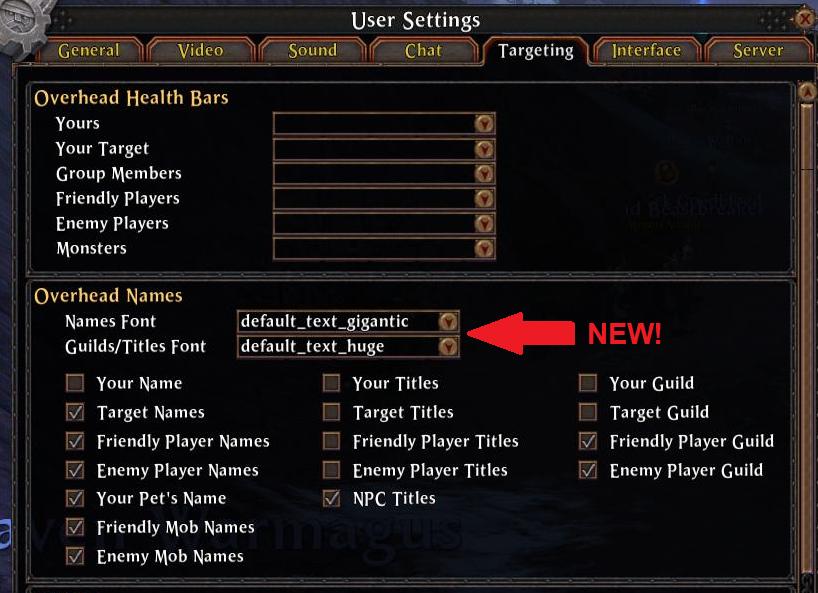 User Settings
General Video Sound Chat Targeting Interface Server
Overhead Health Bars
Yours
Your Target
Group Members
Friendly Players
Enemy Players
Monsters
Overhead Names
Names Font default_text_gigantic
Guilds/Titles Font default_text_huge
NEW!
Your Name Your Titles Your Guild
Target Names Target Titles Target Guild
Friendly Player Names Friendly Player Titles Friendly Player Guild
Enemy Player Names Enemy Player Titles Enemy Player Guild
Your Pet's Name NPC Titles
Friendly Mob Names
Enemy Mob Names